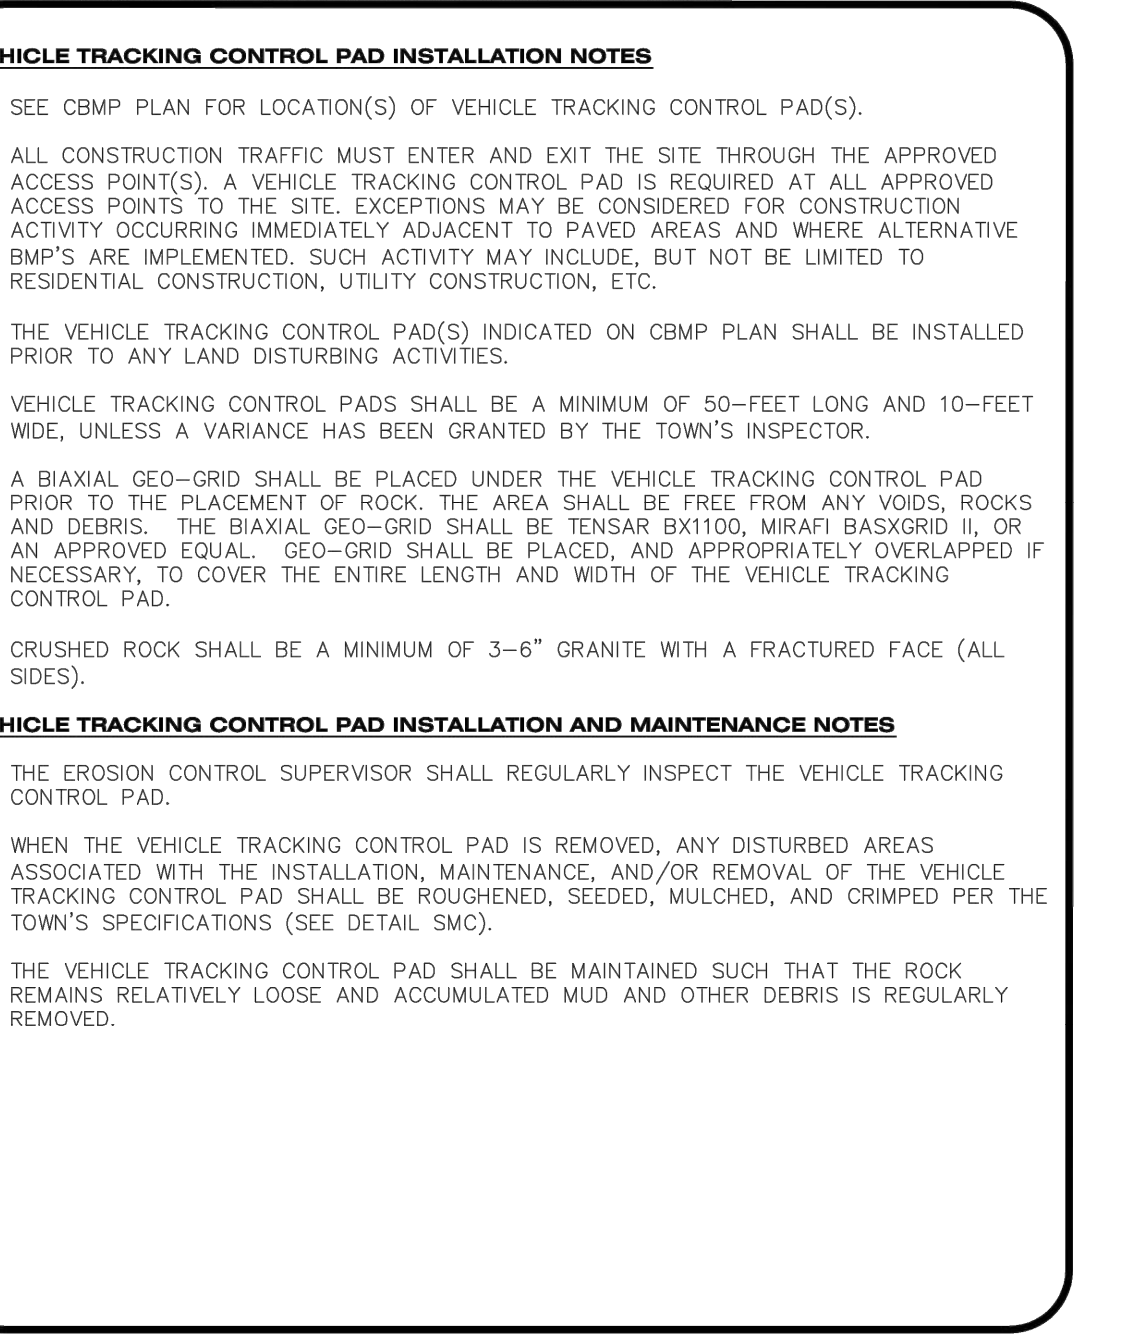 HICLE TRACKING CONTROL PAD INSTALLATION NOTES
SEE CBMP PLAN FOR LOCATION(S) OF VEHICLE TRACKING CONTROL PAD(S).
ALL CONSTRUCTION TRAFFIC MUST ENTER AND EXIT THE SITE THROUGH THE APPROVED
ACCESS POINT(S). A VEHICLE TRACKING CONTROL PAD IS REQUIRED AT ALL APPROVED
ACCESS POINTS TO THE SITE. EXCEPTIONS MAY BE CONSIDERED FOR CONSTRUCTION
ACTIVITY OCCURRING IMMEDIATELY ADJACENT TO PAVED AREAS AND WHERE ALTERNATIVE
BMP'S ARE IMPLEMENTED. SUCH ACTIVITY MAY INCLUDE, BUT NOT BE LIMITED TO
RESIDENTIAL CONSTRUCTION, UTILITY CONSTRUCTION, ETC.
THE VEHICLE TRACKING CONTROL PAD(S) INDICATED ON CBMP PLAN SHALL BE INSTALLED
PRIOR TO ANY LAND DISTURBING ACTIVITIES.
VEHICLE TRACKING CONTROL PADS SHALL BE A MINIMUM OF 50–FEET LONG AND 10–FEET
WIDE, UNLESS A VARIANCE HAS BEEN GRANTED BY THE TOWN'S INSPECTOR.
A BIAXIAL GEO–GRID SHALL BE PLACED UNDER THE VEHICLE TRACKING CONTROL PAD
PRIOR TO THE PLACEMENT OF ROCK. THE AREA SHALL BE FREE FROM ANY VOIDS, ROCKS
AND DEBRIS. THE BIAXIAL GEO–GRID SHALL BE TENSAR BX1100, MIRAFI BASXGRID II, OR
AN APPROVED EQUAL. GEO–GRID SHALL BE PLACED, AND APPROPRIATELY OVERLAPPED IF
NECESSARY, TO COVER THE ENTIRE LENGTH AND WIDTH OF THE VEHICLE TRACKING
CONTROL PAD.
CRUSHED ROCK SHALL BE A MINIMUM OF 3–6" GRANITE WITH A FRACTURED FACE (ALL
SIDES).
HICLE TRACKING CONTROL PAD INSTALLATION AND MAINTENANCE NOTES
THE EROSION CONTROL SUPERVISOR SHALL REGULARLY INSPECT THE VEHICLE TRACKING
CONTROL PAD.
WHEN THE VEHICLE TRACKING CONTROL PAD IS REMOVED, ANY DISTURBED AREAS
ASSOCIATED WITH THE INSTALLATION, MAINTENANCE, AND/OR REMOVAL OF THE VEHICLE
TRACKING CONTROL PAD SHALL BE ROUGHENED, SEEDED, MULCHED, AND CRIMPED PER THE
TOWN'S SPECIFICATIONS (SEE DETAIL SMC).
THE VEHICLE TRACKING CONTROL PAD SHALL BE MAINTAINED SUCH THAT THE ROCK
REMAINS RELATIVELY LOOSE AND ACCUMULATED MUD AND OTHER DEBRIS IS REGULARLY
REMOVED.